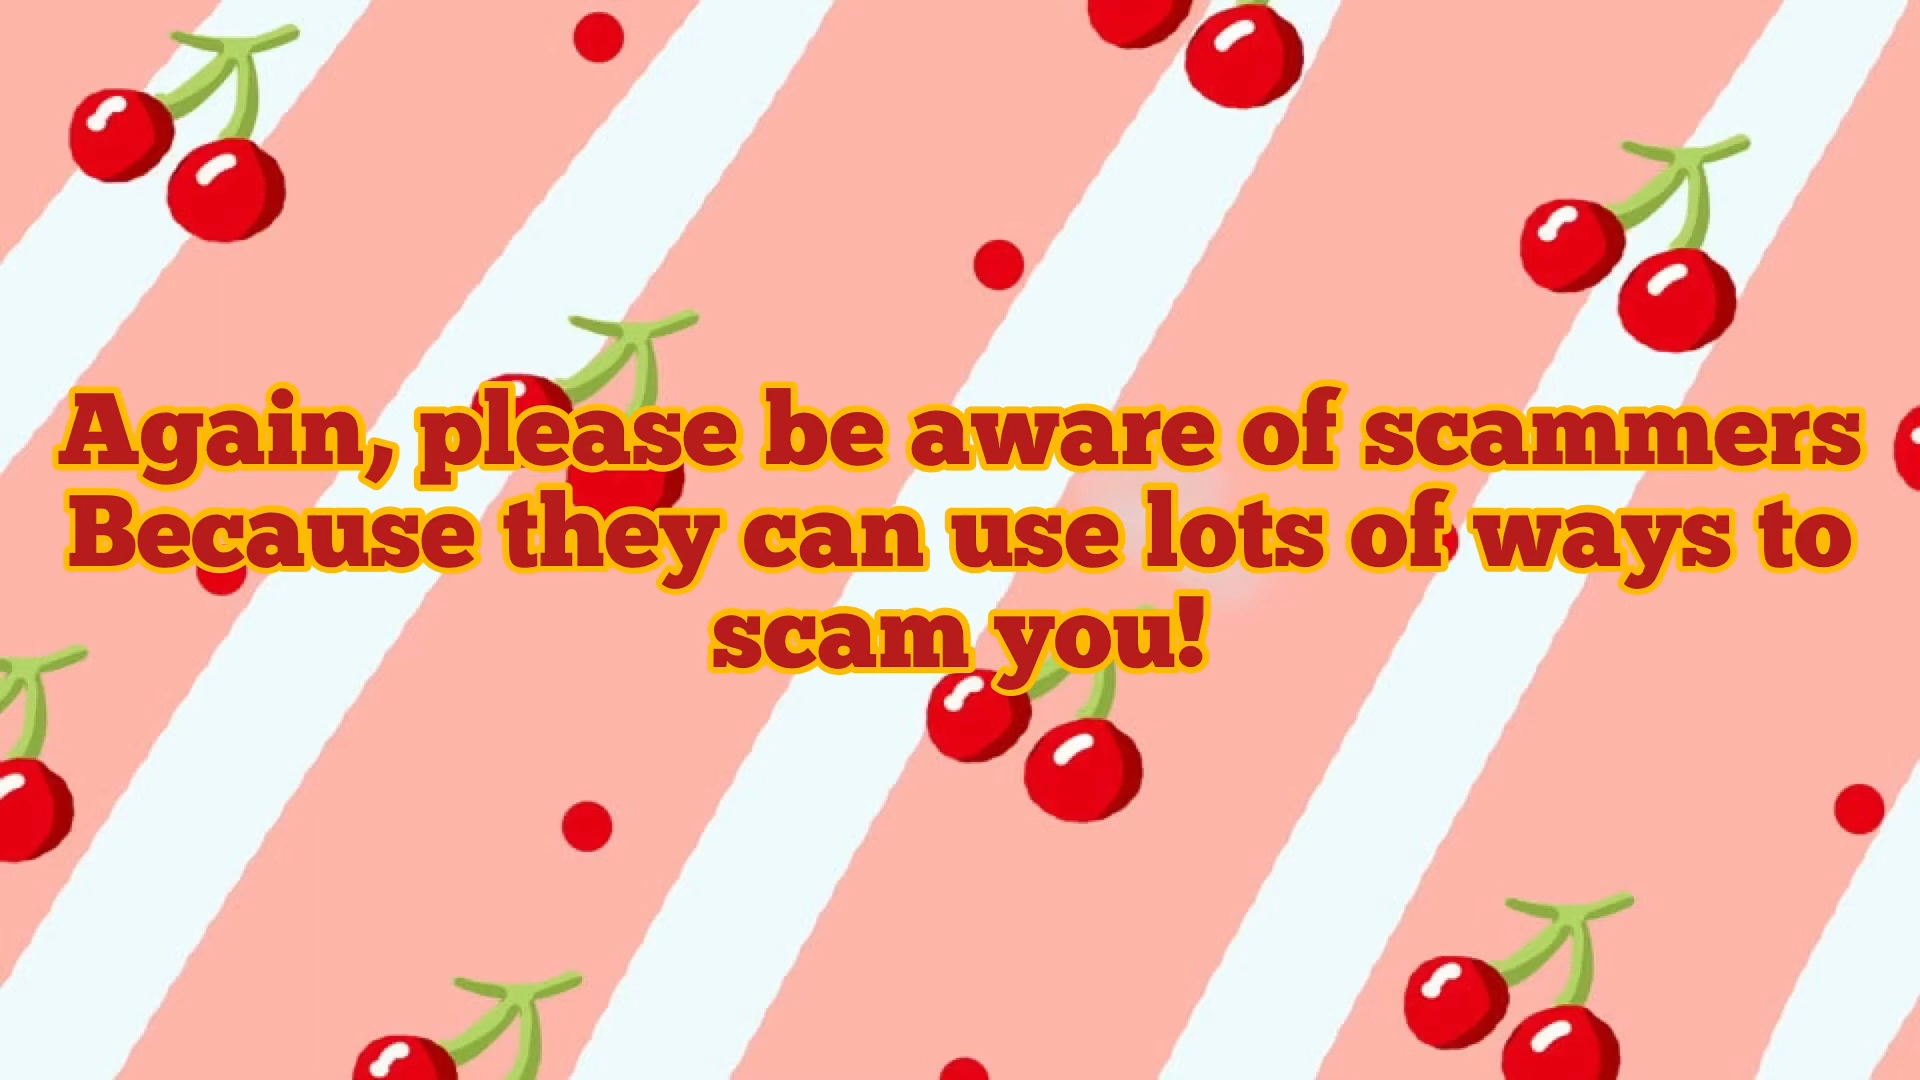 Again, please be aware of scammers
Because they can use lots of ways to
scam you!